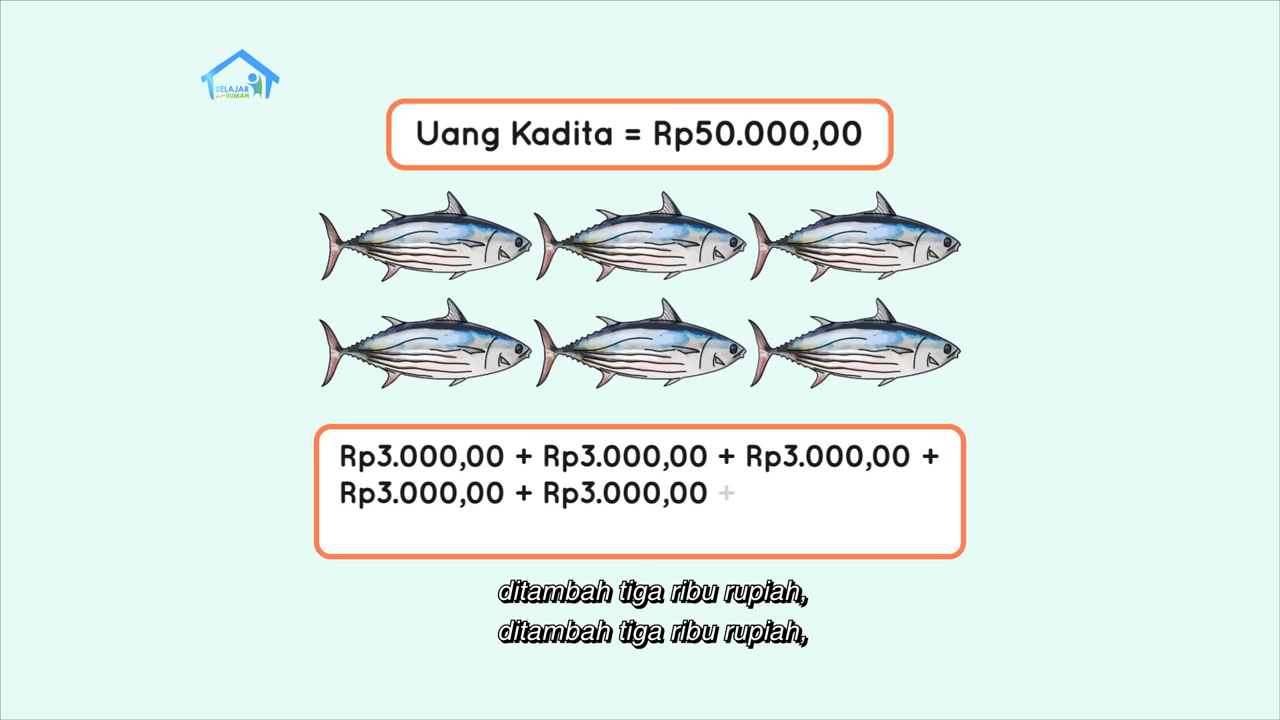 BELAJAR
dari RUMAH
Uang Kadita = Rp50.000,00
Rp3.000,00 + Rp3.000,00 + Rp3.000,00 +
Rp3.000,00 + Rp3.000,00 +
ditambah tiga ribu rupiah,
ditambah tiga ribu rupiah,